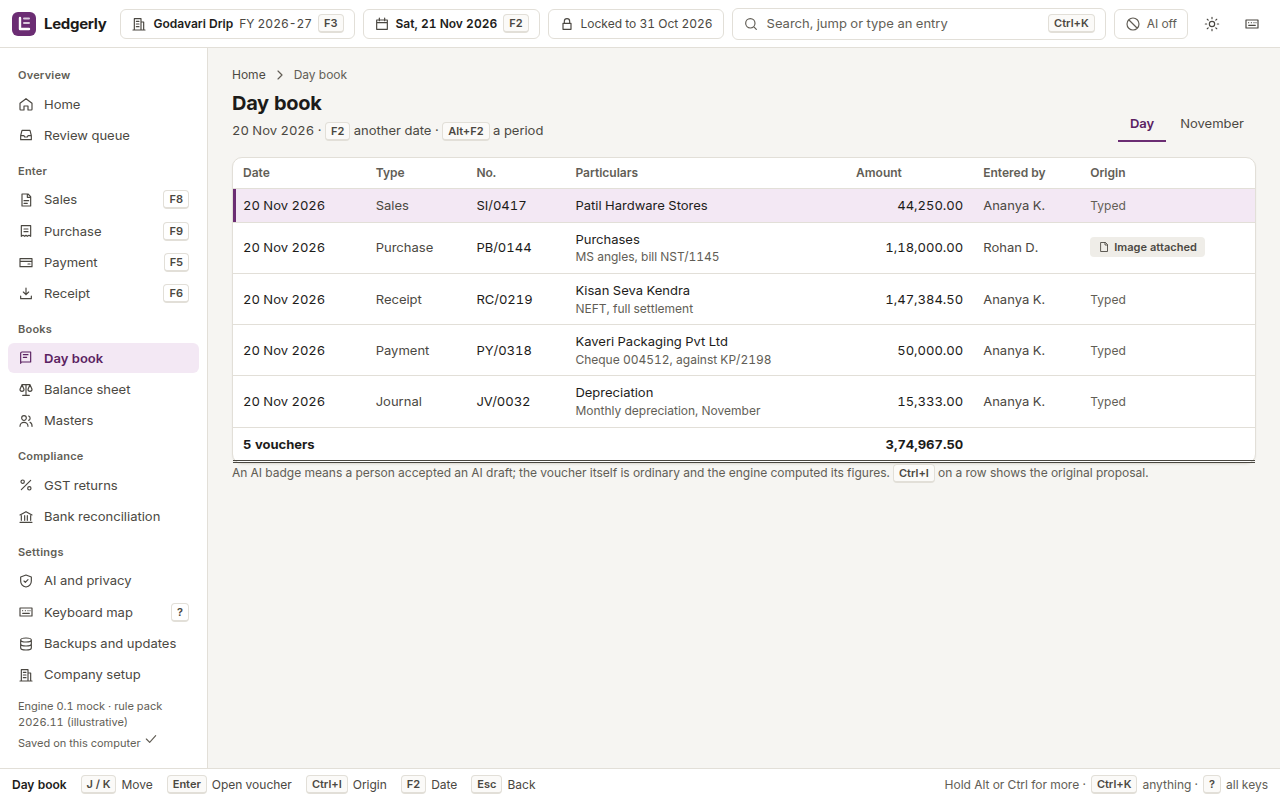 Ledgerly
Godavari Drip FY 2026-27 F3
Sat, 21 Nov 2026 F2
Locked to 31 Oct 2026
Search, jump or type an entry Ctrl+K
AI off
Overview
Home
Review queue
Enter
Sales F8
Purchase F9
Payment F5
Receipt F6
Books
Day book
Balance sheet
Masters
Compliance
GST returns
Bank reconciliation
Settings
AI and privacy
Keyboard map ?
Backups and updates
Company setup
Engine 0.1 mock · rule pack
2026.11 (illustrative)
Saved on this computer
Home > Day book
Day book
20 Nov 2026 · F2 another date · Alt+F2 a period
Day November
Date Type No. Particulars Amount Entered by Origin
20 Nov 2026 Sales SI/0417 Patil Hardware Stores 44,250.00 Ananya K. Typed
20 Nov 2026 Purchase PB/0144 Purchases 1,18,000.00 Rohan D. Image attached
MS angles, bill NST/1145
20 Nov 2026 Receipt RC/0219 Kisan Seva Kendra 1,47,384.50 Ananya K. Typed
NEFT, full settlement
20 Nov 2026 Payment PY/0318 Kaveri Packaging Pvt Ltd 50,000.00 Ananya K. Typed
Cheque 004512, against KP/2198
20 Nov 2026 Journal JV/0032 Depreciation 15,333.00 Ananya K. Typed
Monthly depreciation, November
5 vouchers 3,74,967.50
An AI badge means a person accepted an AI draft; the voucher itself is ordinary and the engine computed its figures. Ctrl+I on a row shows the original proposal.
Day book J / K Move Enter Open voucher Ctrl+I Origin F2 Date Esc Back
Hold Alt or Ctrl for more · Ctrl+K anything · ? all keys